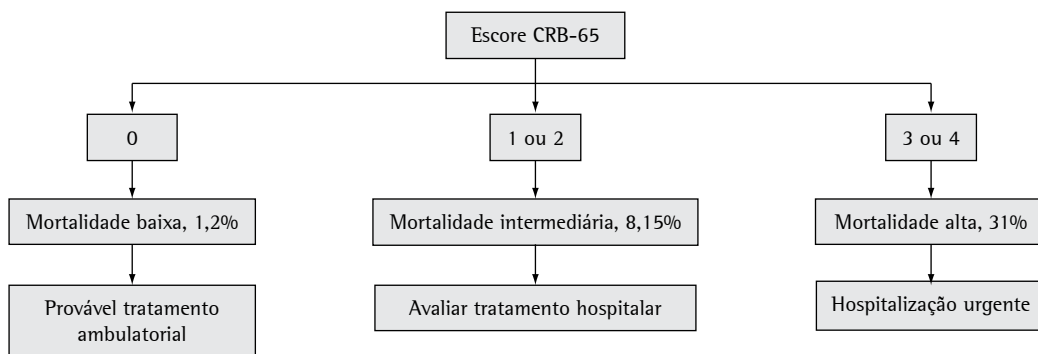 Escore CRB-65
0
1 ou 2
3 ou 4
Mortalidade baixa, 1,2%
Mortalidade intermediária, 8,15%
Mortalidade alta, 31%
Provável tratamento
ambulatorial
Avaliar tratamento hospitalar
Hospitalização urgente